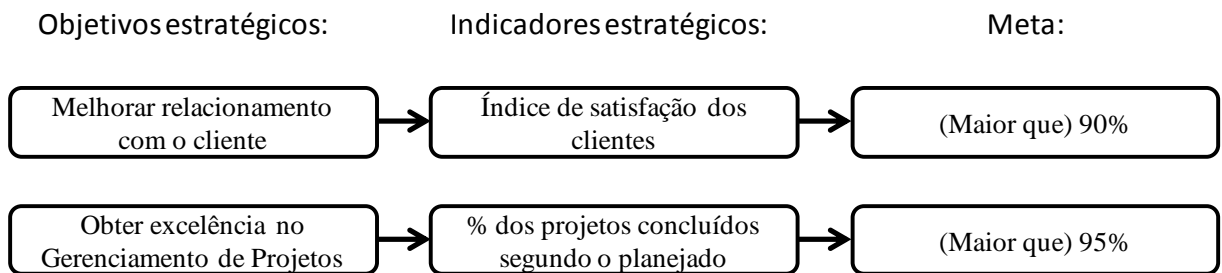 Objetivos estratégicos: Indicadores estratégicos: Meta:
Melhorar relacionamento
com o cliente
Índice de satisfação dos
clientes
(Maior que) 90%
Obter excelência no
Gerenciamento de Projetos
% dos projetos concluídos
segundo o planejado
(Maior que) 95%